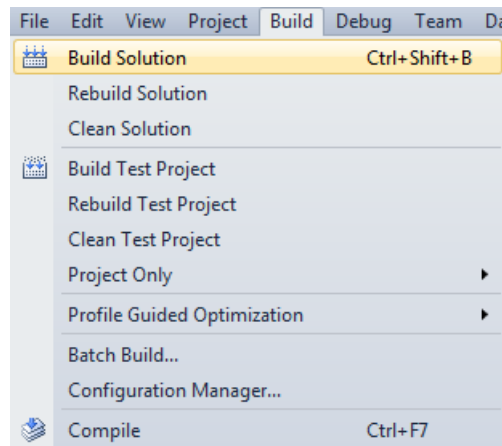 File Edit View Project Build Debug Team
Build Solution Ctrl+Shift+B
Rebuild Solution
Clean Solution
Build Test Project
Rebuild Test Project
Clean Test Project
Project Only
Profile Guided Optimization
Batch Build...
Configuration Manager...
Compile Ctrl+F7